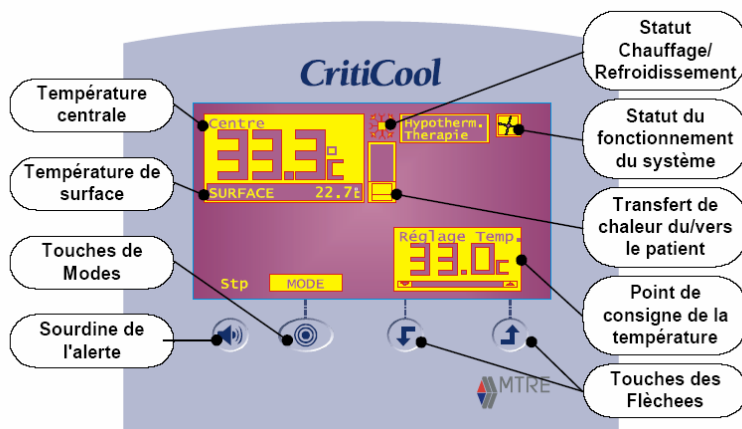 CritiCool
Température
centrale
Température de
surface
Touches de
Modes
Sourdine de
l'alerte
Centre
33.3°C
SURFACE 22.7°C
Hypotherm.
Therapie
Réglage Temp.
33.0°C
Stp MODE
MTRE
Statut
Chauffage/
Refroidissement
Statut du
fonctionnement
du système
Transfert de
chaleur du/vers
le patient
Point de
consigne de la
température
Touches des
Flèchees